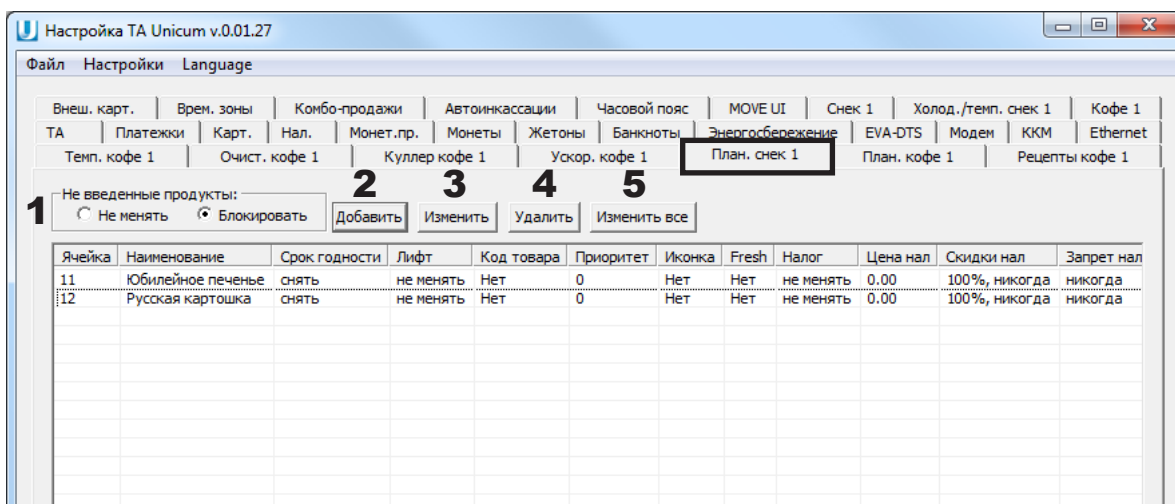 Настройка ТА Unicum v.0.01.27
Файл Настройки Language
Внеш. карт. Врем. зоны Комбо-продажи Автоинкассации Часовой пояс MOVE UI Снек 1 Холод./темп. снек 1 Кофе 1
ТА Платежки Карт. Нал. Монет.пр. Монеты Жетоны Банкноты Энергосбережение EVA-DTS Модем ККМ Ethernet
Темп. кофе 1 Очист. кофе 1 Куллер кофе 1 Ускор. кофе 1 План. снек 1 План. кофе 1 Рецепты кофе 1
2 3 4 5
Не введенные продукты:
1 Не менять Блокировать Добавить Изменить Удалить Изменить все
Ячейка Наименование Срок годности Лифт Код товара Приоритет Иконка Fresh Налог Цена нал Скидки нал Запрет нал
11 Юбилейное печенье снять не менять Нет 0 Нет Нет не менять 0.00 100%, никогда никогда
12 Русская картошка снять не менять Нет 0 Нет Нет не менять 0.00 100%, никогда никогда